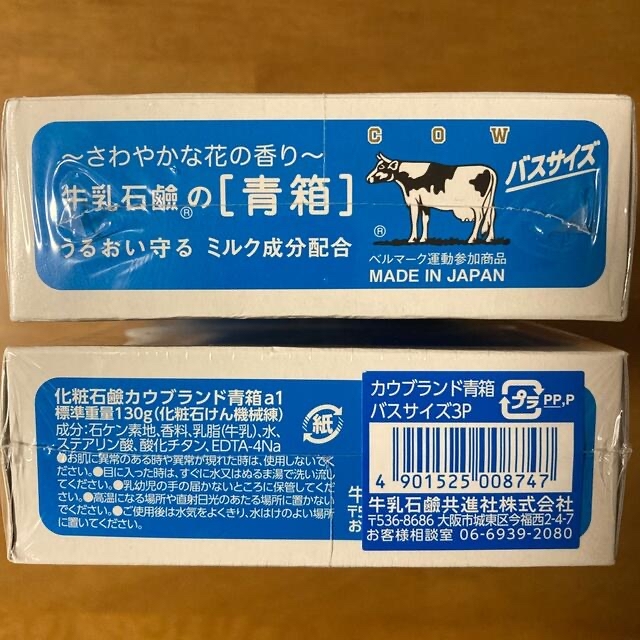 COW
～さわやかな花の香り～
バスサイズ
牛乳石鹼®の［青箱］
うるおい守る ミルク成分配合
®
ベルマーク運動参加商品
MADE IN JAPAN
化粧石鹼カウブランド青箱a1
標準重量130g(化粧石けん機械練)
成分:石ケン素地、香料、乳脂(牛乳)、水、
ステアリン酸、酸化チタン、EDTA-4Na
●お肌に異常のある時や異常が現れた時は、使用しないでく
ださい。●目に入った時は、すぐに水又はぬるま湯で洗い流し
てください。●乳幼児の手の届かないところに保管してくだ
さい。●高温になる場所や直射日光のあたる場所に置かない
でください。●ご使用後は水気をよくきり、水はけのよい場所
に置いてください。
紙
牛
〒5
お
カウブランド青箱
バスサイズ3P
プラ
PP,P
4 901525 008747
牛乳石鹼共進社株式会社
〒536-8686 大阪市城東区今福西2-4-7
お客様相談室 06-6939-2080